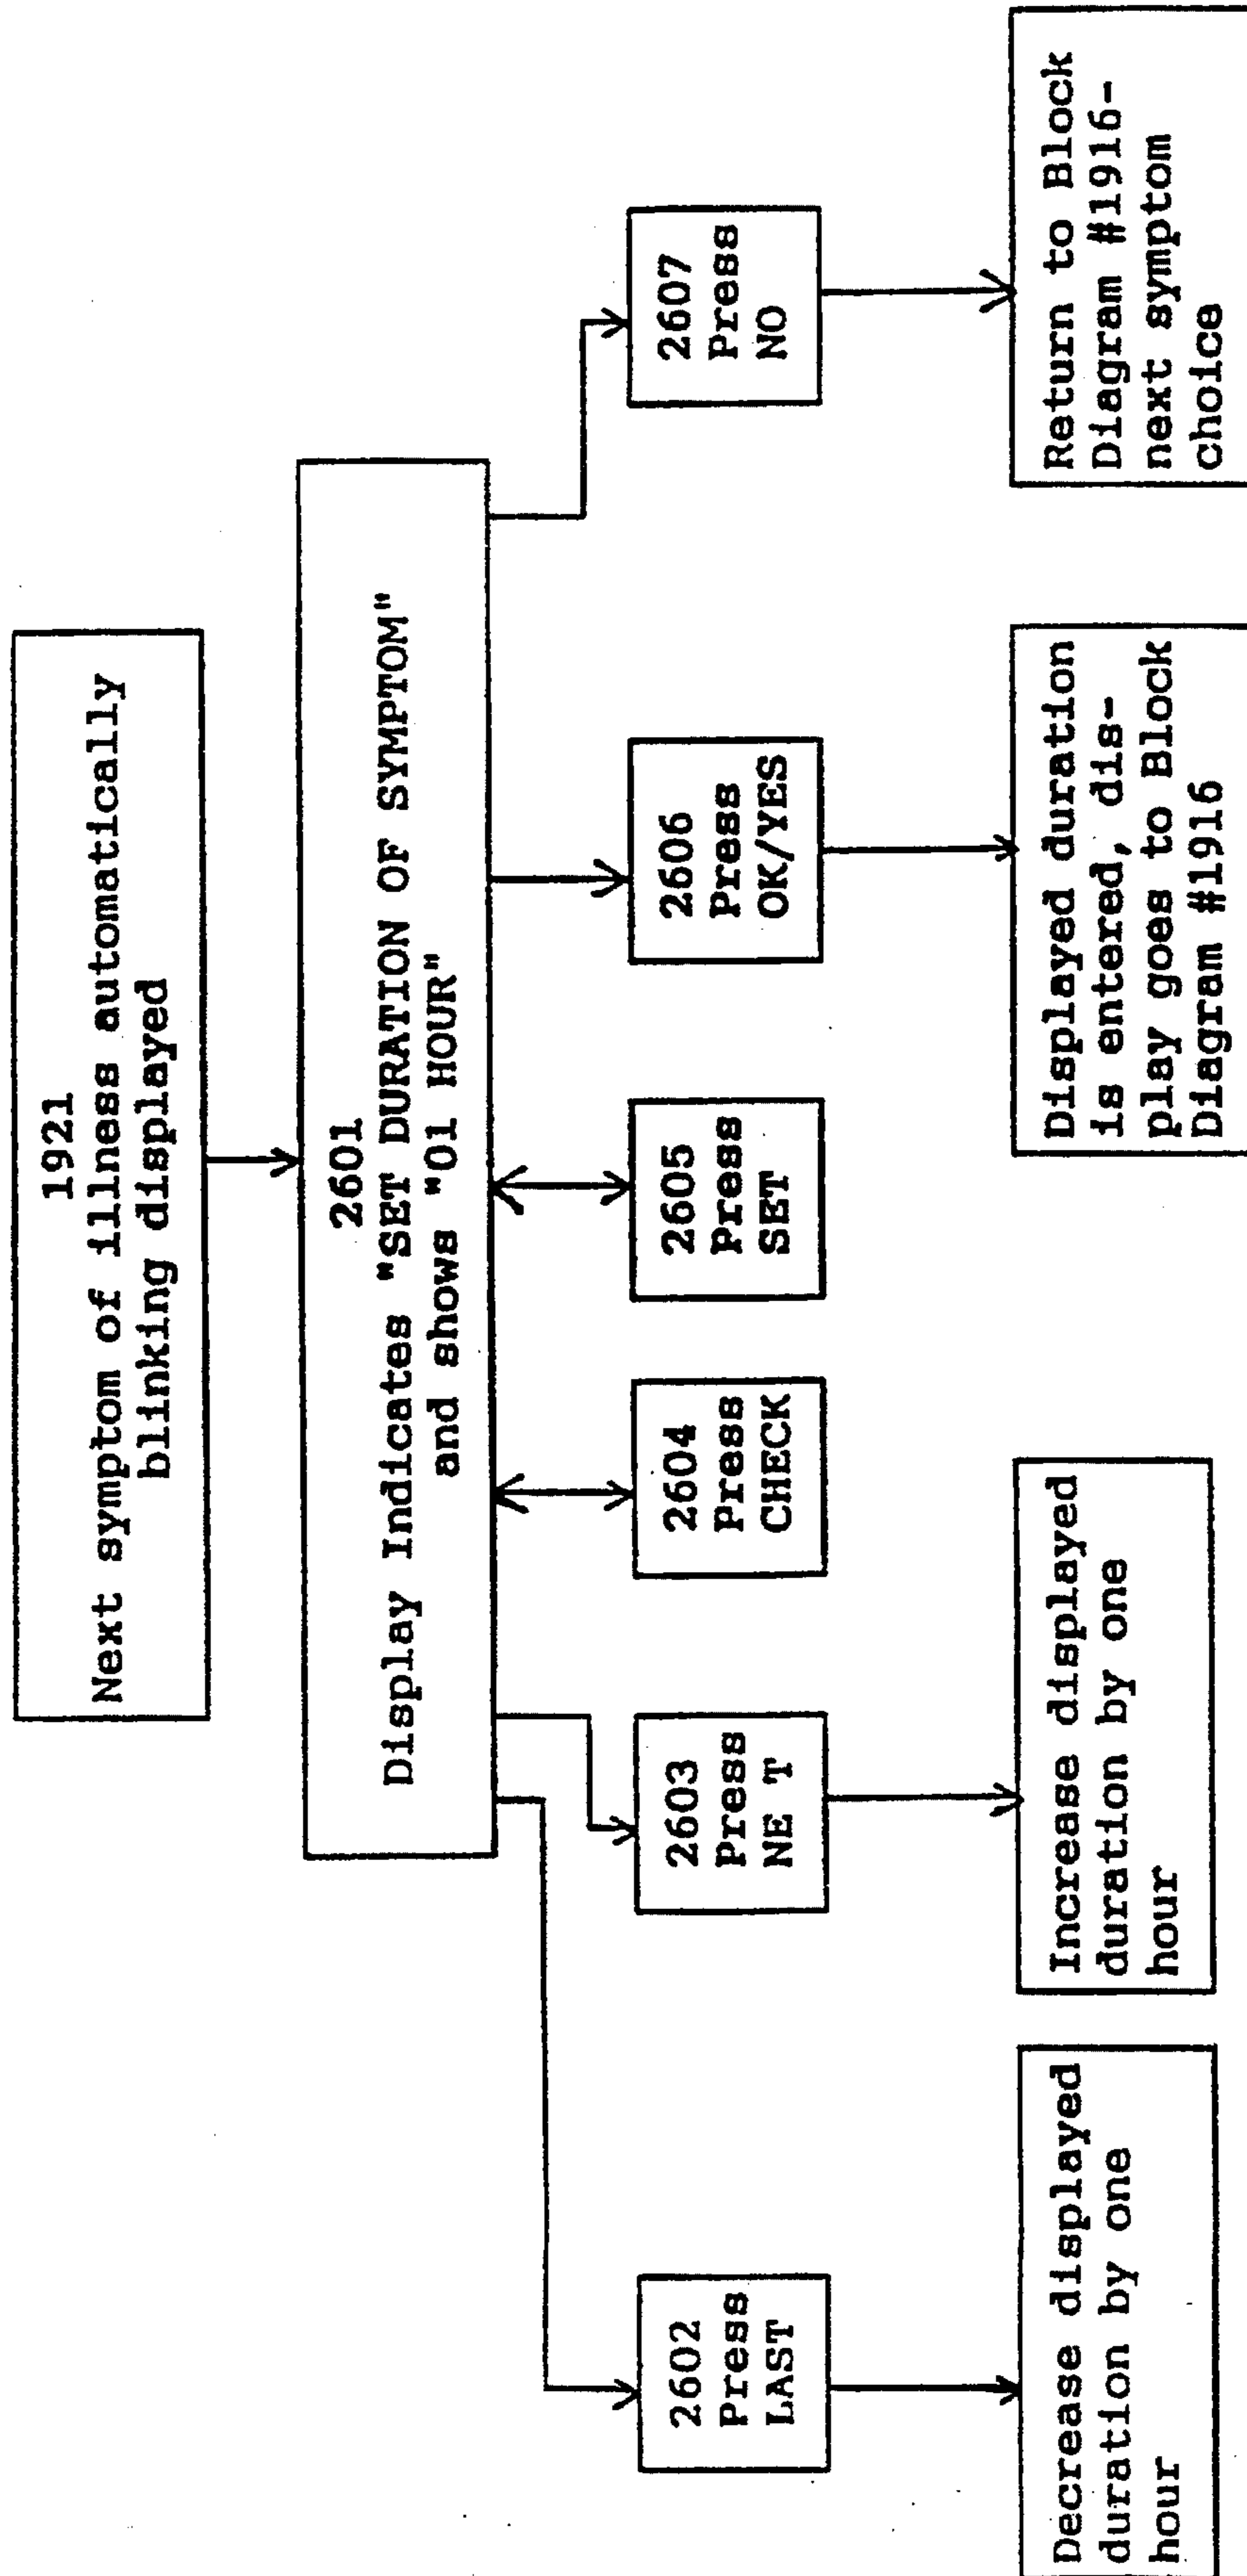 1921
Next symptom of illness automatically
blinking displayed
2601
Display Indicates "SET DURATION OF SYMPTOM"
and shows "01 HOUR"
2602
Press
LAST
2603
Press
NE T
2604
Press
CHECK
2605
Press
SET
2606
Press
OK/YES
2607
Press
NO
Decrease displayed
duration by one
hour
Increase displayed
duration by one
hour
Displayed duration
is entered, dis-
play goes to Block
Diagram #1916
Return to Block
Diagram #1916-
next symptom
choice